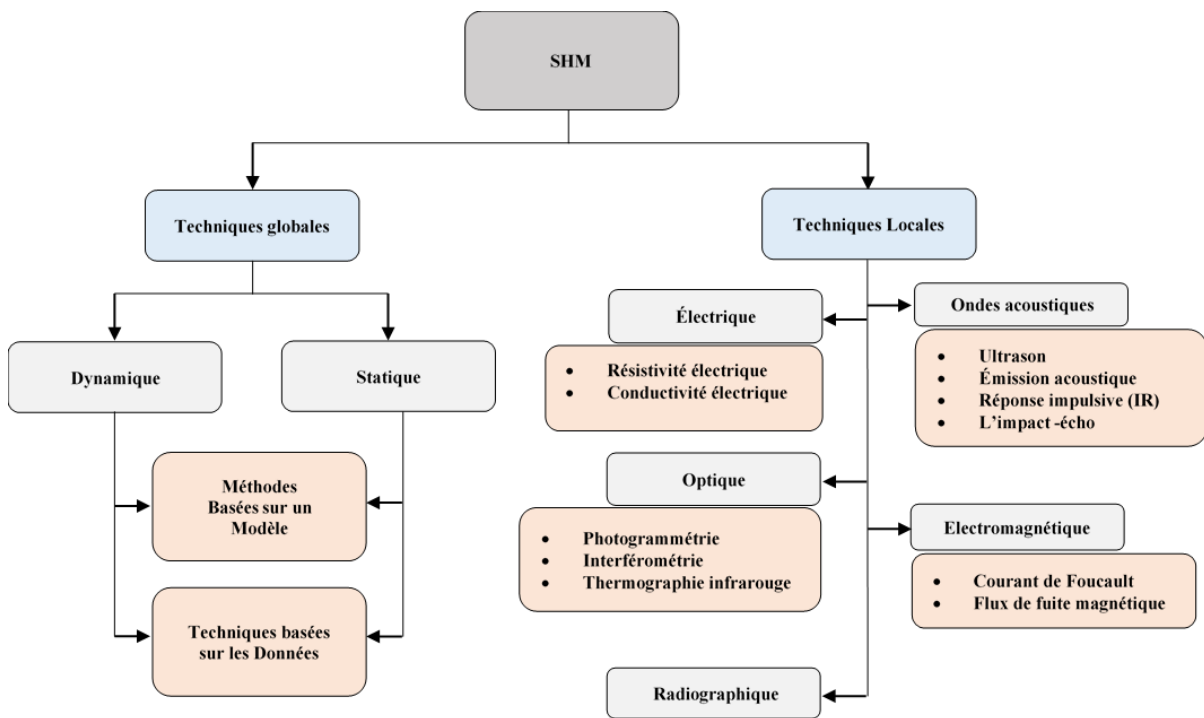 SHM
Techniques globales
Techniques Locales
Dynamique
Statique
Méthodes
Basées sur un
Modèle
Techniques basées
sur les Données
Électrique
• Résistivité électrique
• Conductivité électrique
Ondes acoustiques
• Ultrason
• Émission acoustique
• Réponse impulsive (IR)
• L’impact -écho
Optique
• Photogrammétrie
• Interférométrie
• Thermographie infrarouge
Electromagnétique
• Courant de Foucault
• Flux de fuite magnétique
Radiographique